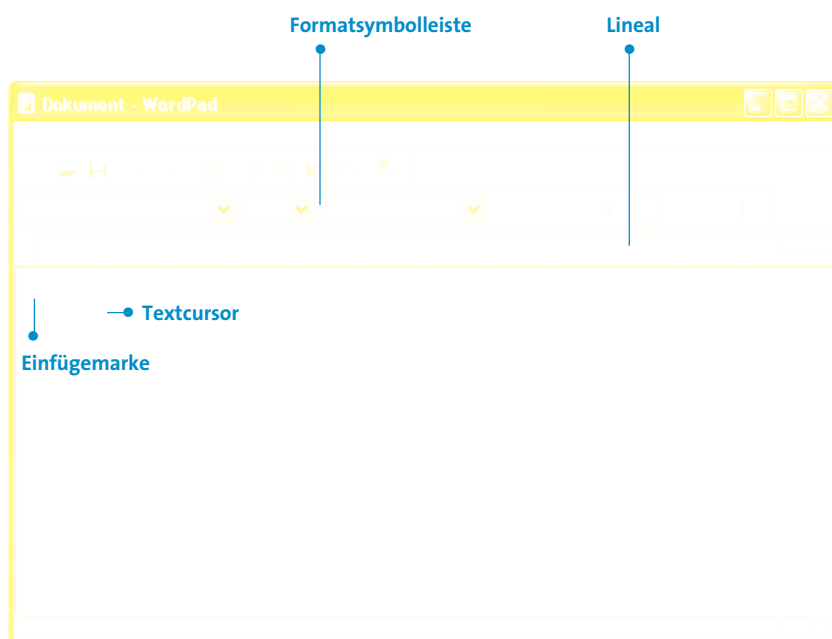 Formatsymbolleiste Lineal
Dokument - WordPad
Textcursor
Einfügemarke